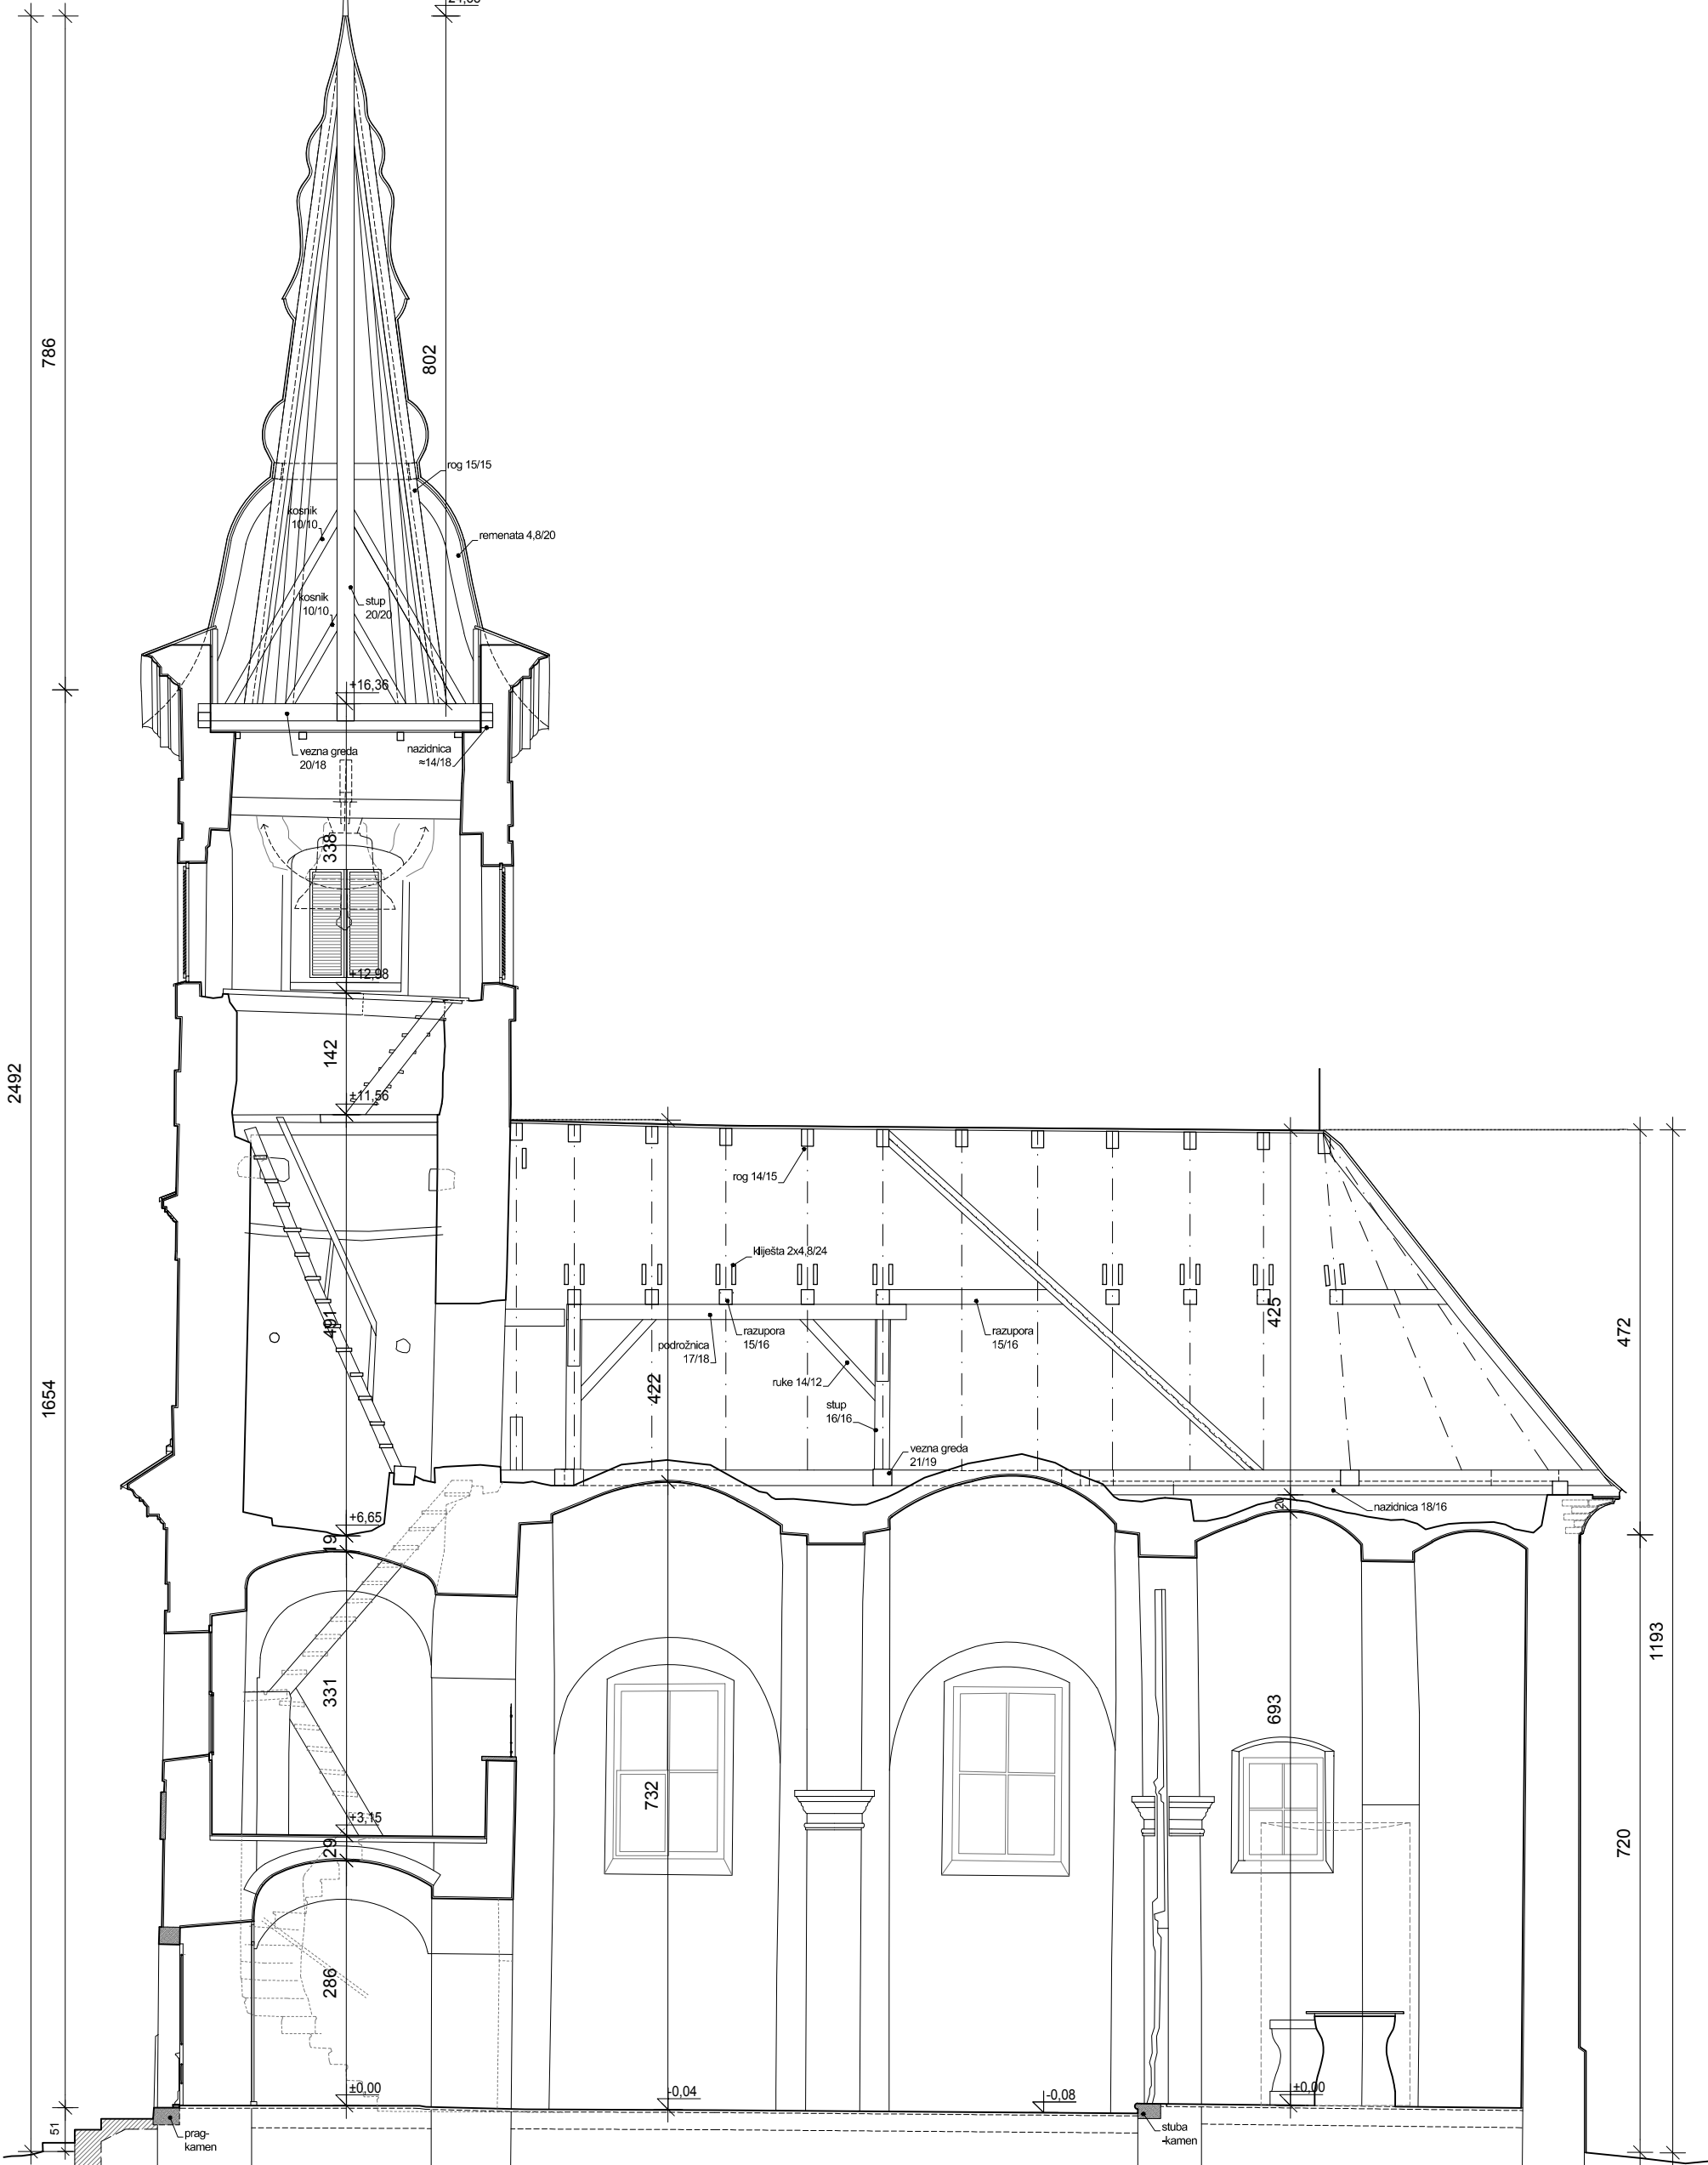 786
802
rog 15/15
kosnik
10/10
remenata 4,8/20
kosnik
10/10
stup
20/20
+16,36
vezna greda
20/18
nazidnica
≈14/18
338
+12,98
2492
142
+11,56
rog 14/15
kliješta 2x4,8/24
491
425
472
razupora
15/16
razupora
15/16
podrožnica
17/18
ruke 14/12
1654
422
stup
16/16
vezna greda
21/19
+6,65
20
nazidnica 18/16
19
1193
331
693
732
+3,15
29
720
286
±0,00
-0,04
-0,08
±0,00
51
prag-
kamen
stuba
-kamen